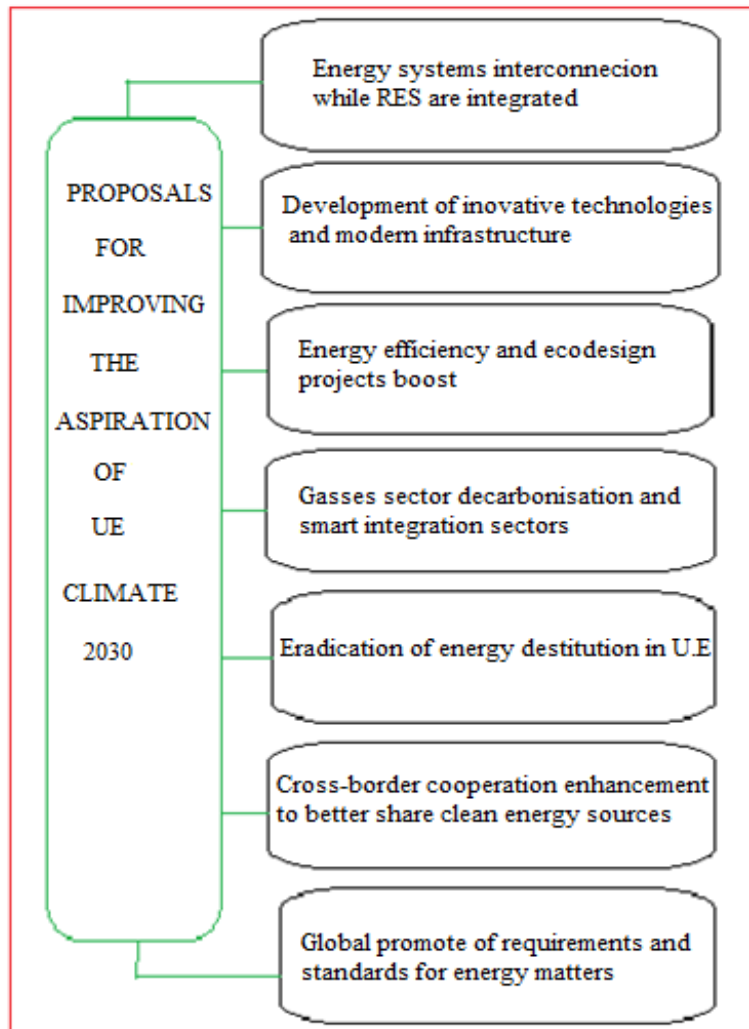 PROPOSALS
FOR
IMPROVING
THE
ASPIRATION
OF
UE
CLIMATE
2030
Energy systems interconnecion
while RES are integrated
Development of inovative technologies
and modern infrastructure
Energy efficiency and ecodesign
projects boost
Gasses sector decarbonisation and
smart integration sectors
Eradication of energy destitution in U.E
Cross-border cooperation enhancement
to better share clean energy sources
Global promote of requirements and
standards for energy matters